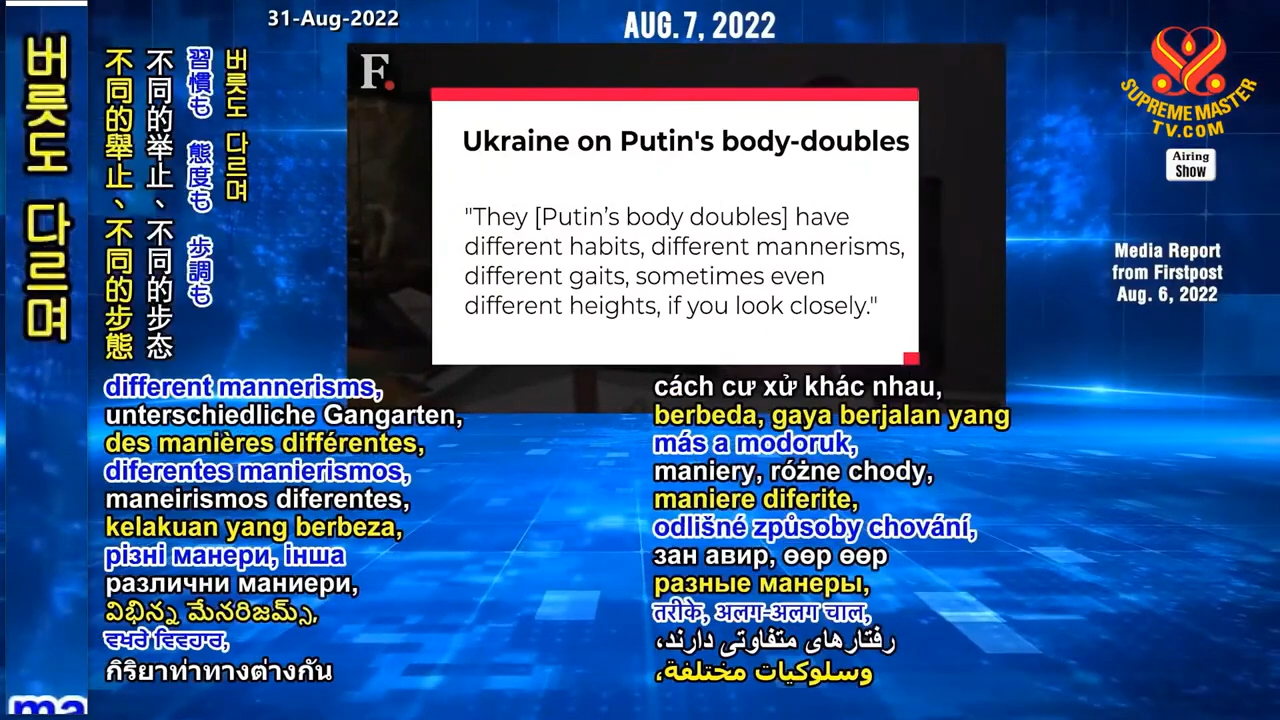 31-Aug-2022
AUG. 7, 2022
버릇도 다르며
버릇도 다르며
習慣も 態度も 歩調も
不同的举止、不同的步态
不同的舉止、不同的步態
F.
Ukraine on Putin's body-doubles
"They [Putin’s body doubles] have
different habits, different mannerisms,
different gaits, sometimes even
different heights, if you look closely."
SUPREME MASTER
TV.COM
Airing
Show
Media Report
from Firstpost
Aug. 6, 2022
different mannerisms,
unterschiedliche Gangarten,
des manières différentes,
diferentes manierismos,
maneirismos diferentes,
kelakuan yang berbeza,
різні манери, інша
различни маниери,
విభిన్న మేనరిజమ్స్,
ਵਖਰੇ ਵਿਵਹਾਰ,
กิริยาท่าทางต่างกัน
cách cư xử khác nhau,
berbeda, gaya berjalan yang
más a modoruk,
maniery, różne chody,
maniere diferite,
odlišné způsoby chování,
зан авир, өөр өөр
разные манеры,
तरीके, अलग-अलग चाल,
رفتارهای متفاوتی دارند،
وسلوكيات مختلفة،
ma